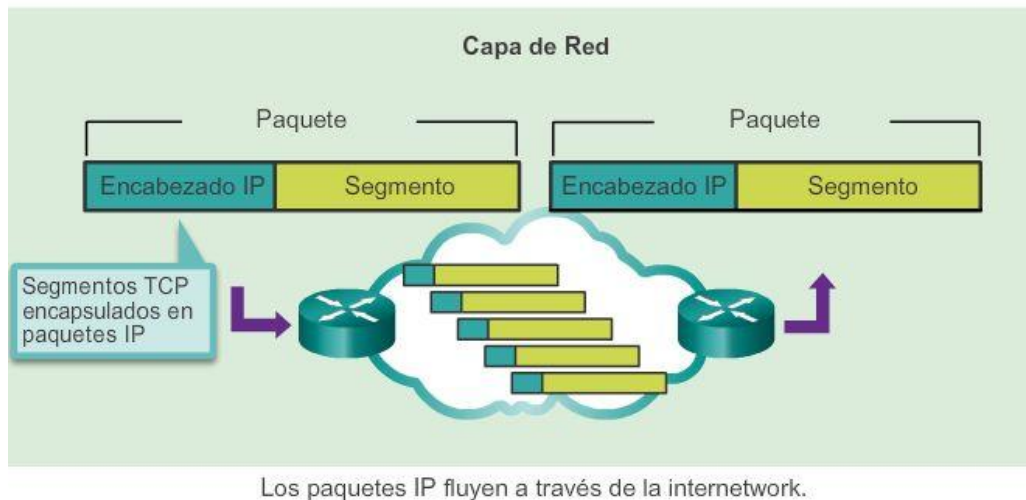 Capa de Red
Paquete
Paquete
Encabezado IP
Segmento
Encabezado IP
Segmento
Segmentos TCP
encapsulados en
paquetes IP
Los paquetes IP fluyen a través de la internetwork.